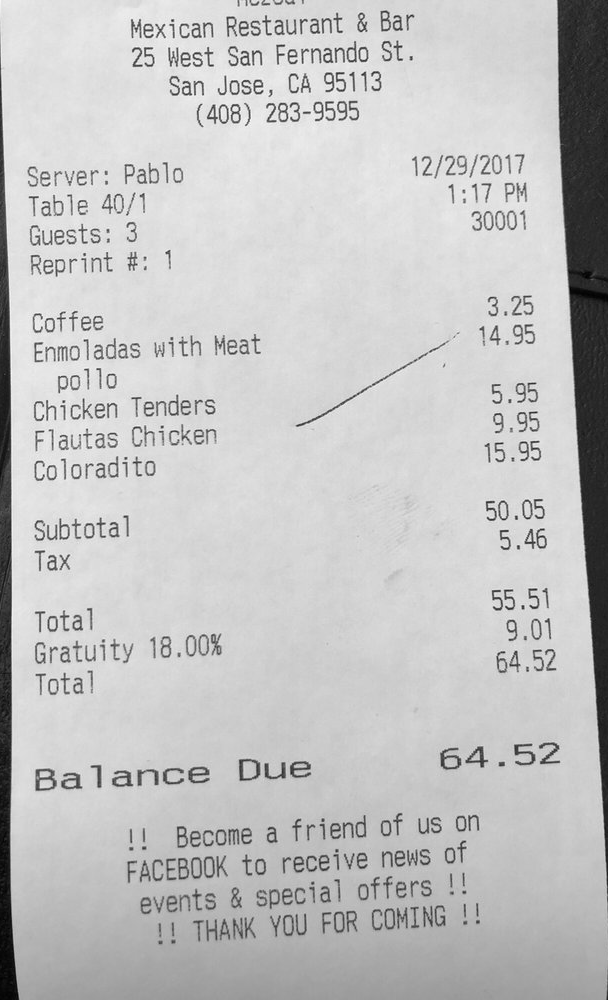 Mexican Restaurant & Bar
25 West San Fernando St.
San Jose, CA 95113
(408) 283-9595
Server: Pablo 12/29/2017
Table 40/1 1:17 PM
Guests: 3 30001
Reprint #: 1
Coffee 3.25
Enmoladas with Meat 14.95
pollo
Chicken Tenders 5.95
Flautas Chicken 9.95
Coloradito 15.95
Subtotal 50.05
Tax 5.46
Total 55.51
Gratuity 18.00% 9.01
Total 64.52
Balance Due 64.52
!! Become a friend of us on
FACEBOOK to receive news of
events & special offers !!
!! THANK YOU FOR COMING !!